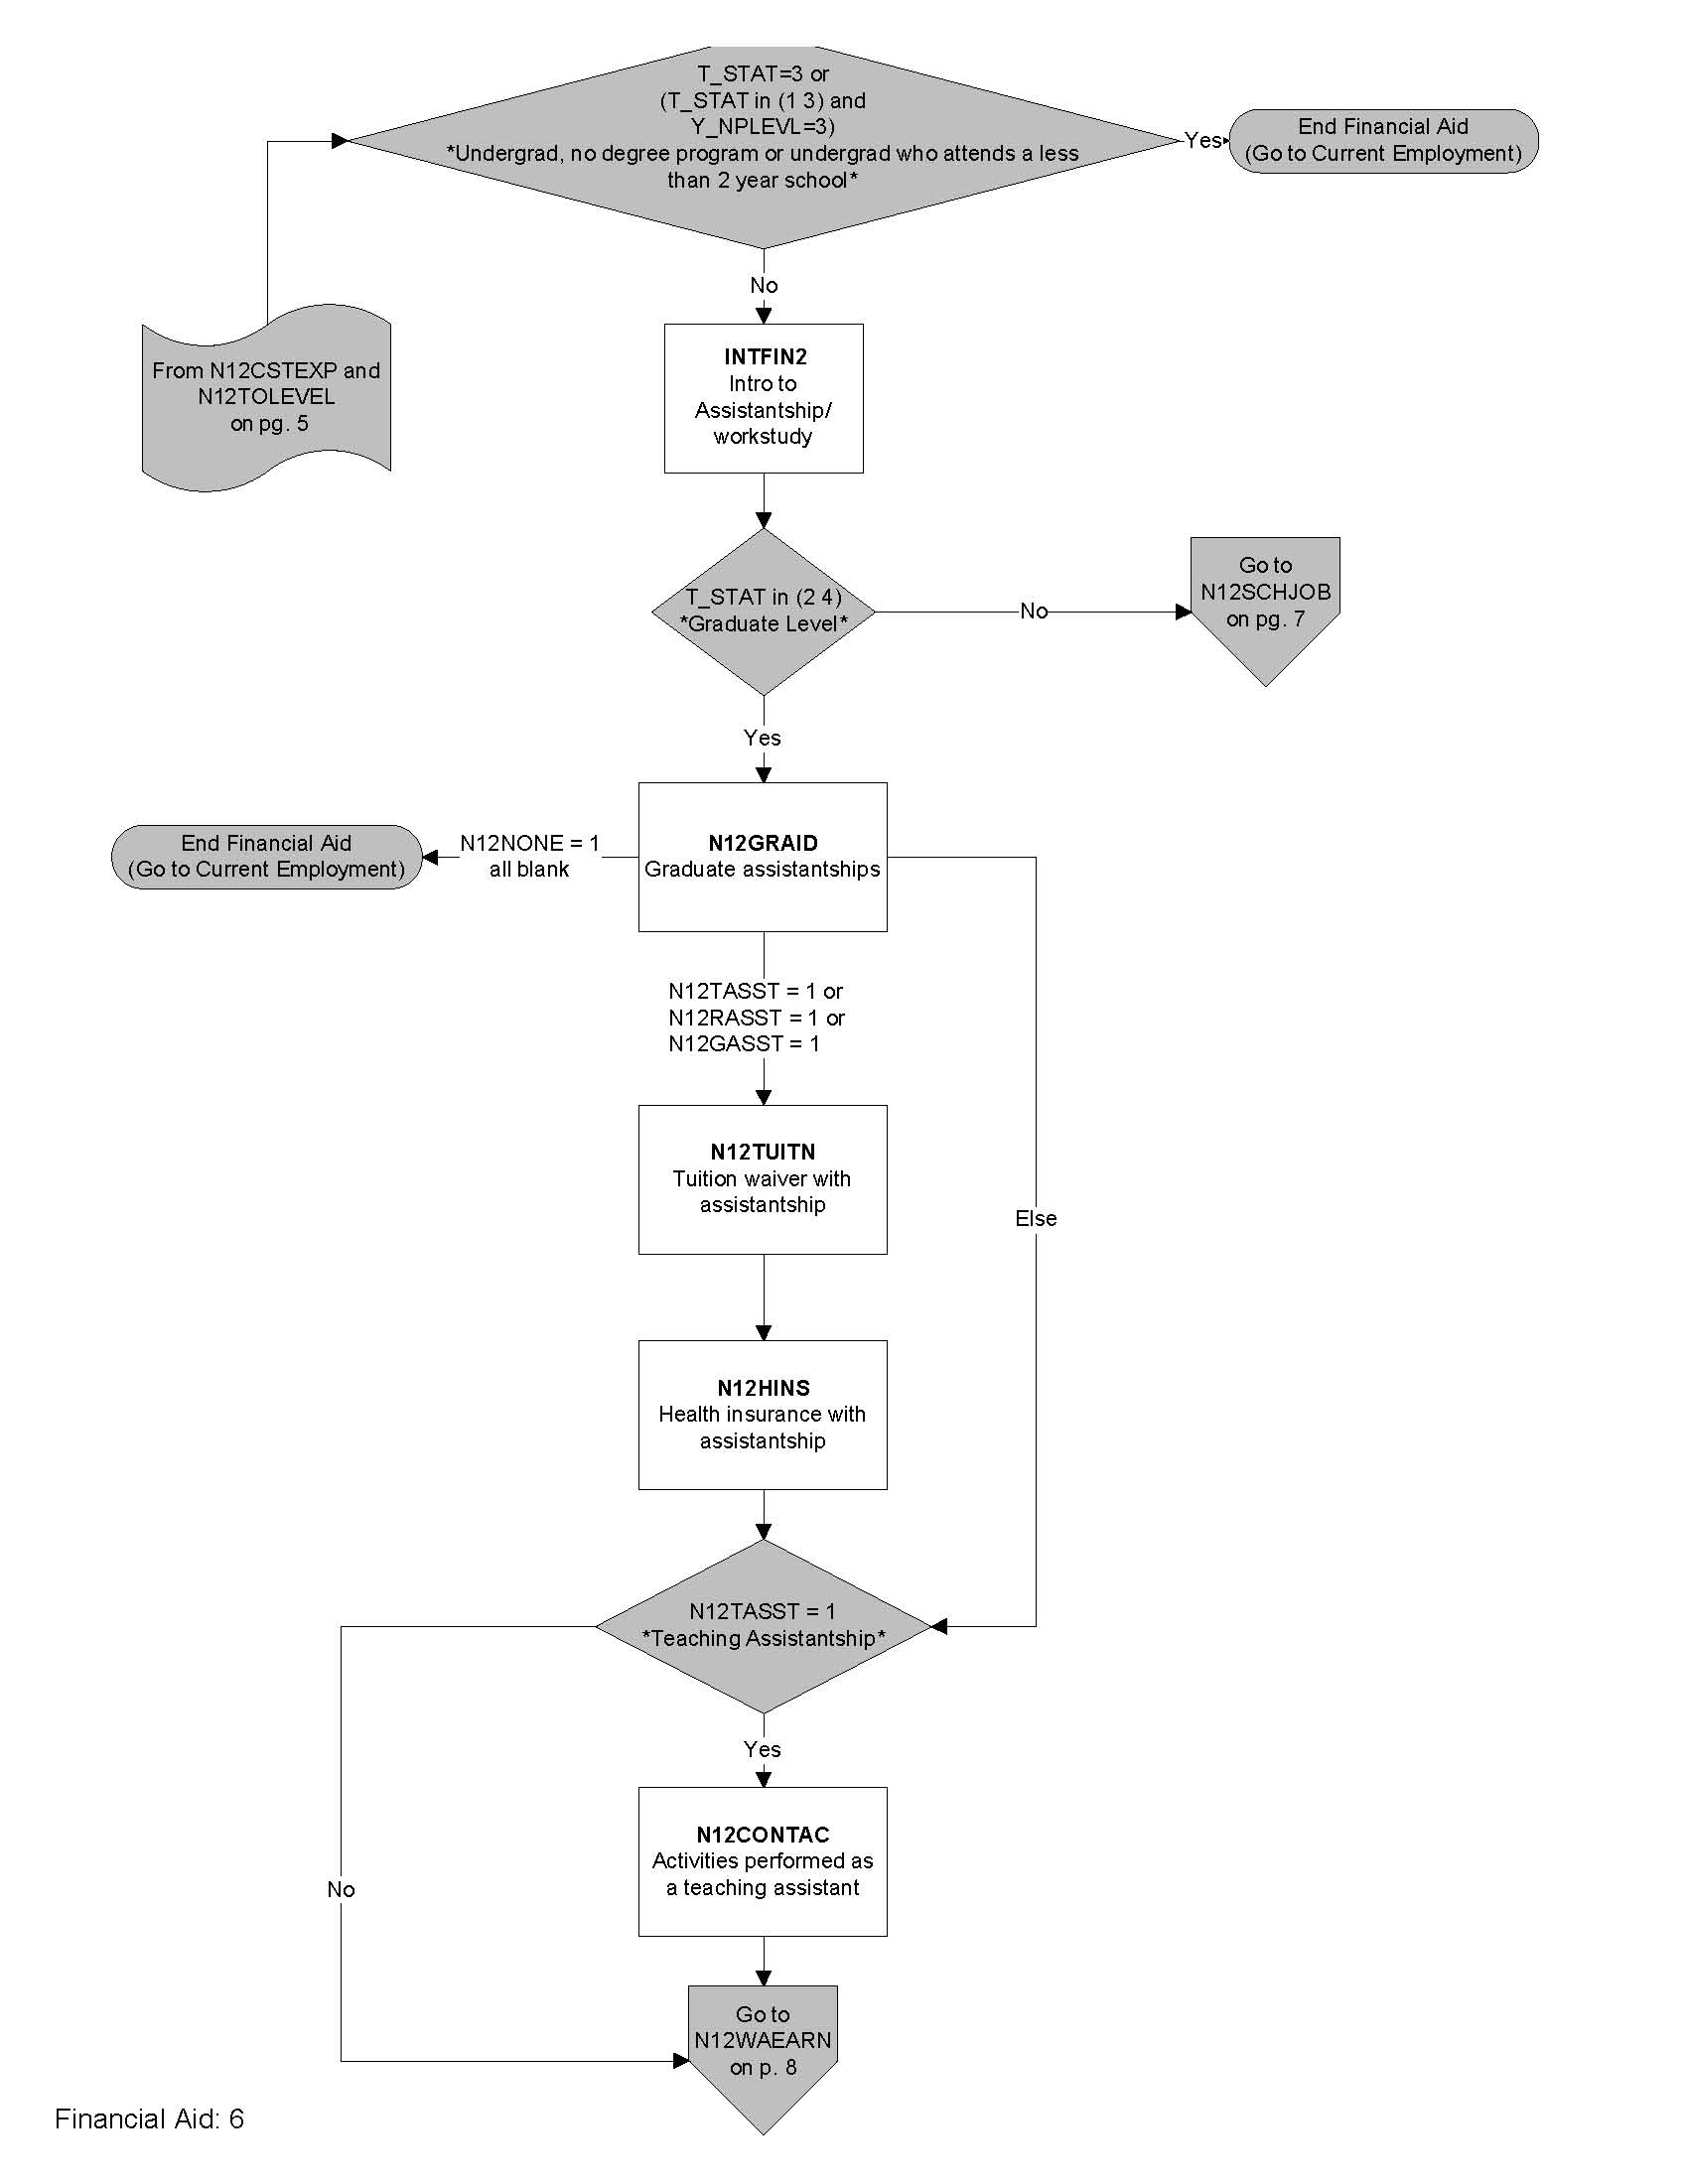 T_STAT=3 or
(T_STAT in (1 3) and
Y_NPLEVL=3)
*Undergrad, no degree program or undergrad who attends a less
than 2 year school*
Yes
End Financial Aid
(Go to Current Employment)
No
From N12CSTEXP and
N12TOLEVEL
on pg. 5
INTFIN2
Intro to
Assistantship/
workstudy
T_STAT in (2 4)
*Graduate Level*
No
Go to
N12SCHJOB
on pg. 7
Yes
End Financial Aid
(Go to Current Employment)
N12NONE = 1
all blank
N12GRAID
Graduate assistantships
N12TASST = 1 or
N12RASST = 1 or
N12GASST = 1
N12TUITN
Tuition waiver with
assistantship
Else
N12HINS
Health insurance with
assistantship
N12TASST = 1
*Teaching Assistantship*
Yes
N12CONTAC
Activities performed as
a teaching assistant
No
Go to
N12WAEARN
on p. 8
Financial Aid: 6